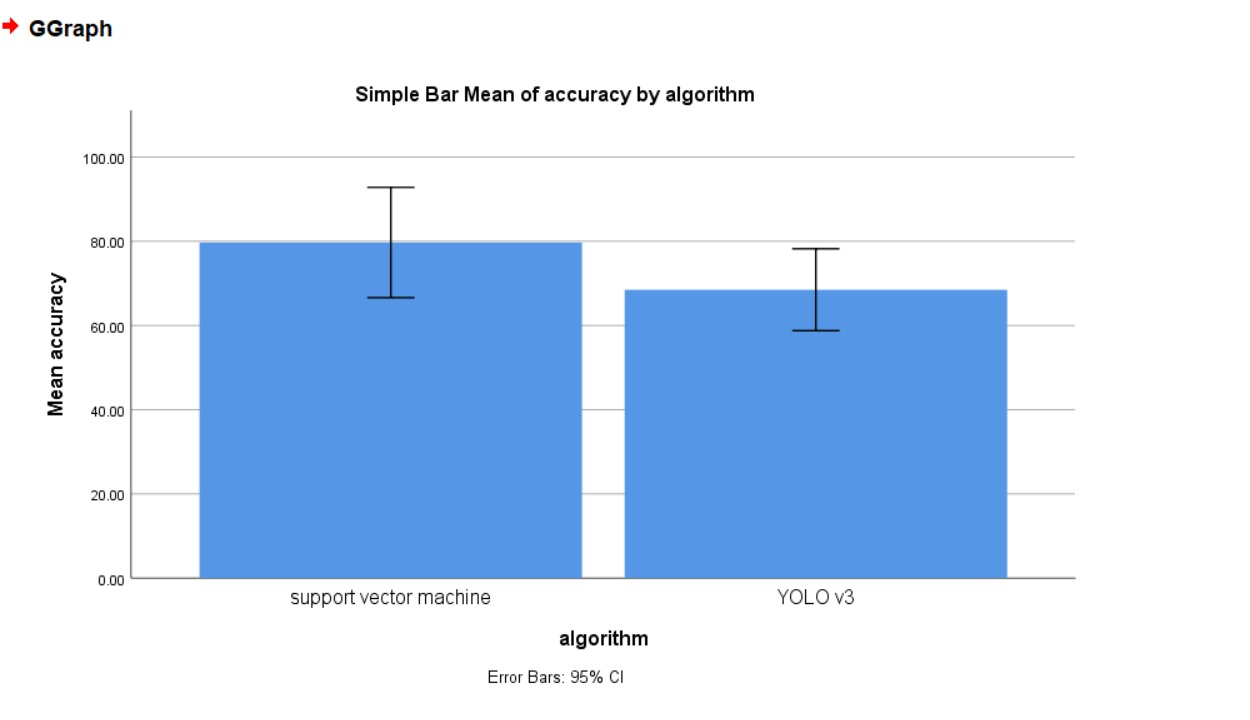 GGraph
Simple Bar Mean of accuracy by algorithm
100.00
80.00
60.00
40.00
20.00
0.00
Mean accuracy
support vector machine
YOLO v3
algorithm
Error Bars: 95% CI